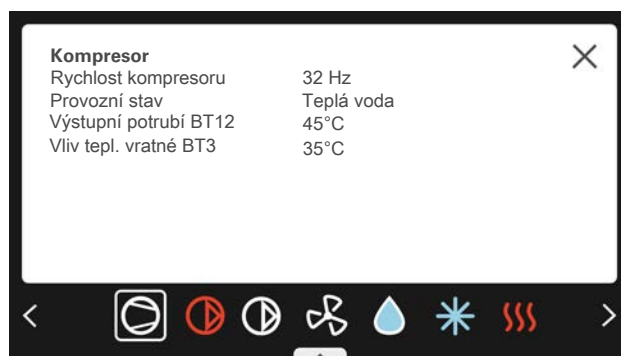 Kompresor
Rychlost kompresoru 32 Hz
Provozní stav Teplá voda
Výstupní potrubí BT12 45°C
Vliv tepl. vratné BT3 35°C